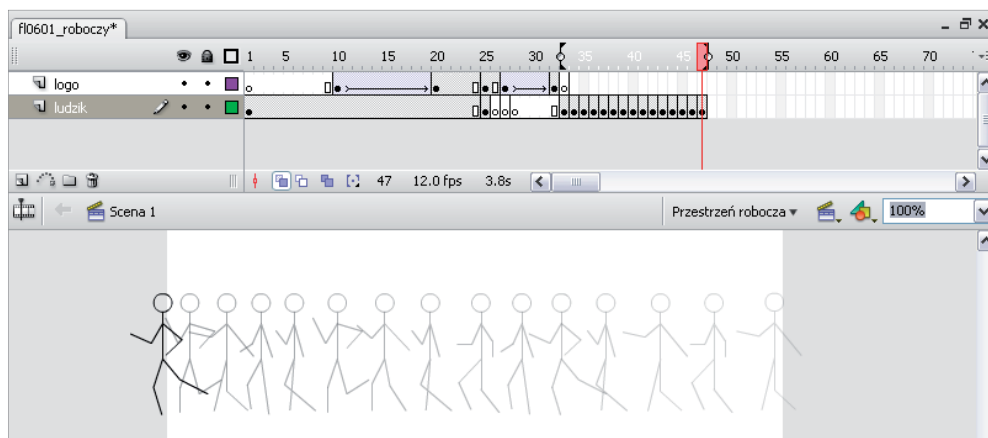 fl0601_roboczy*
1 5 10 15 20 25 30 35 40 45 50 55 60 65 70
logo
ludzik
47 12.0 fps 3.8s
Scena 1 Przestrzeń robocza 100%